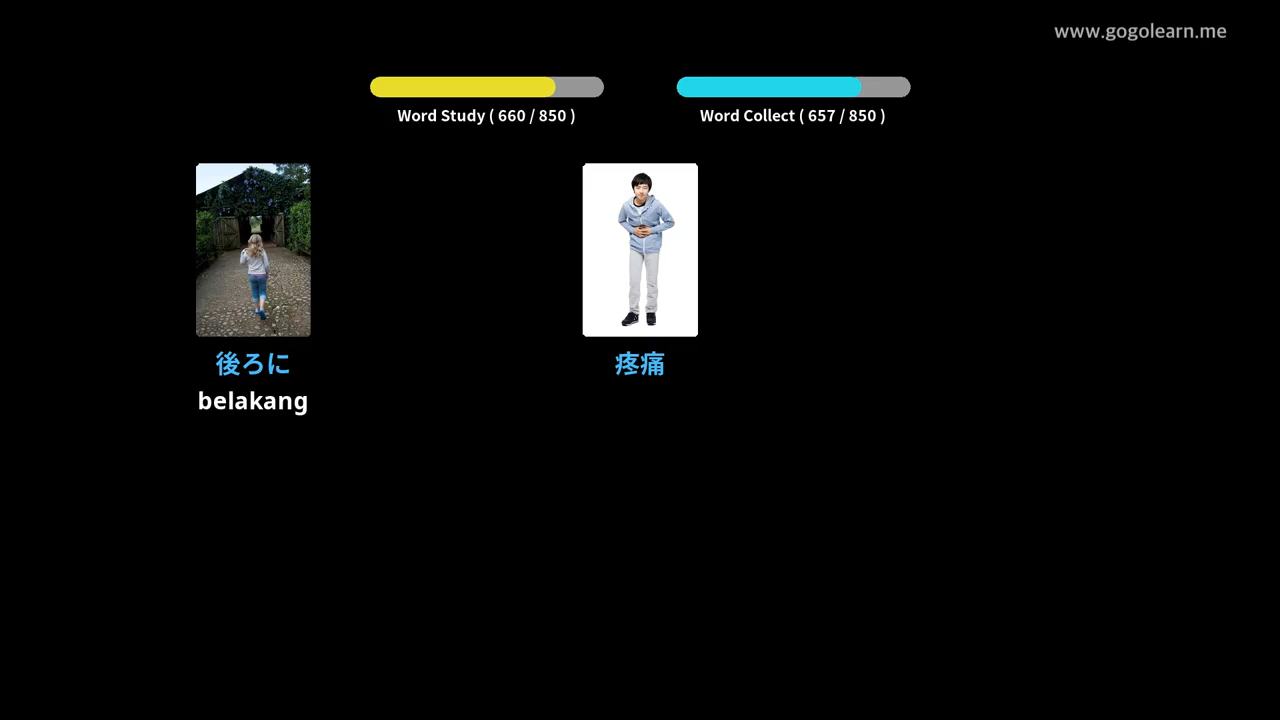 www.gogolearn.me
Word Study ( 660 / 850 )
Word Collect ( 657 / 850 )
後ろに
疼痛
belakang